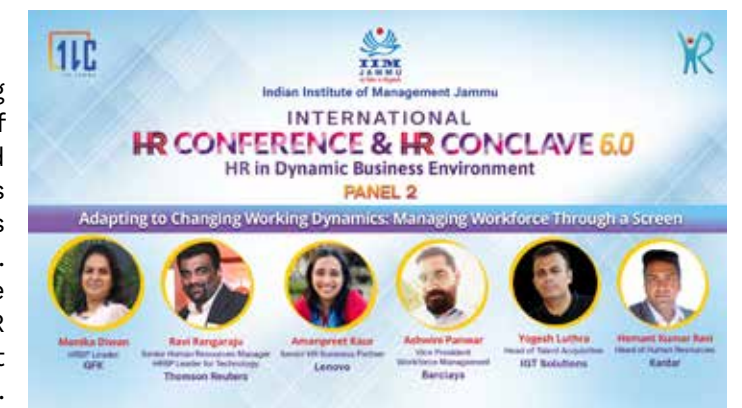 g
f
d
s
s
.
e
R
t
.
IIM
JAMMU
Indian Institute of Management Jammu
INTERNATIONAL
HR CONFERENCE & HR CONCLAVE 6.0
HR in Dynamic Business Environment
PANEL 2
Adapting to Changing Working Dynamics: Managing Workforce Through a Screen
Monika Diwan
HRBP Leader
GFK
Ravi Rangaraju
Senior Human Resources Manager
HRBP Leader for Technology
Thomson Reuters
Amanpreet Kaur
Senior HR Business Partner
Lenovo
Ashwini Panwar
Vice President
Workforce Management
Barclays
Yogesh Luthra
Head of Talent Acquisition
IGT Solutions
Hemant Kumar
Head of Human Resources
Kantar